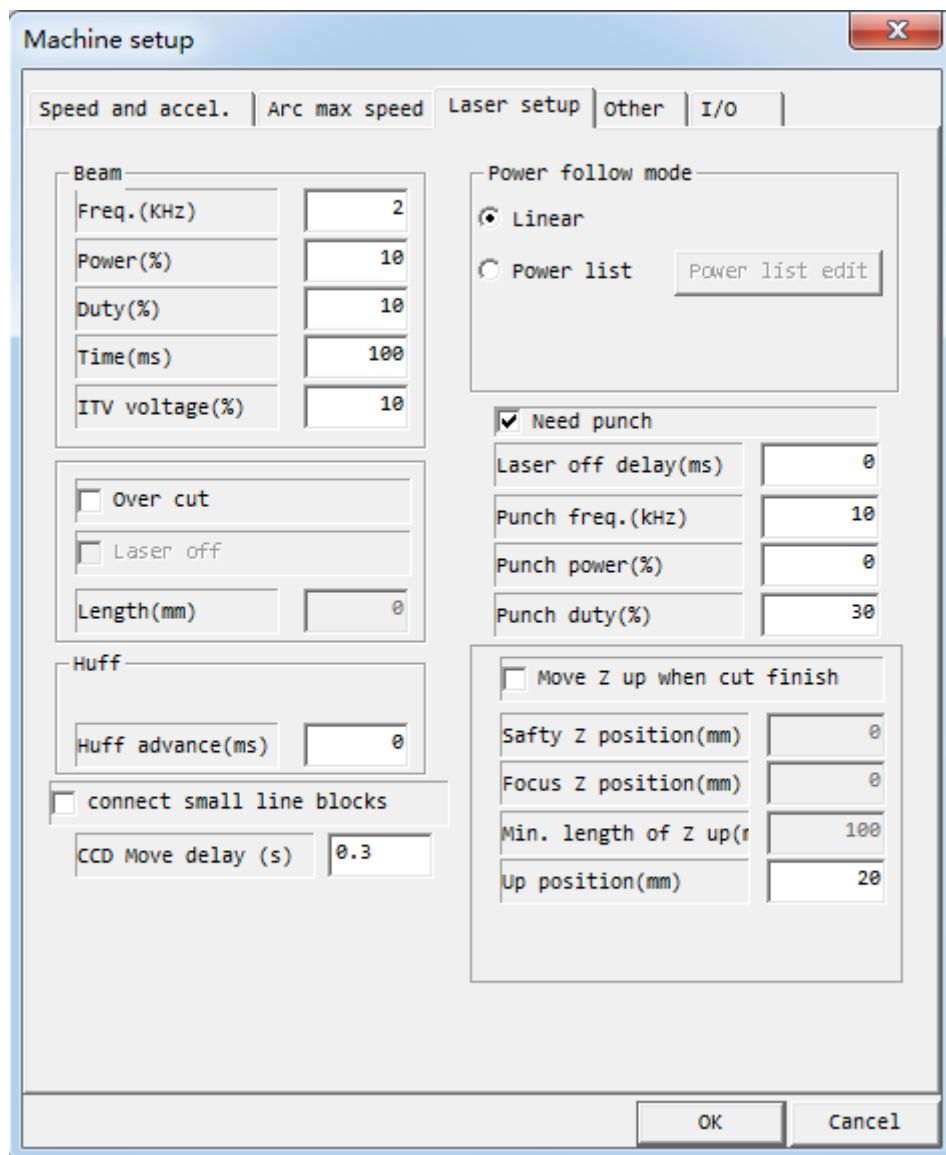 Machine setup
Speed and accel. Arc max speed Laser setup Other I/O
Beam
Freq.(KHz) 2
Power(%) 10
Duty(%) 10
Time(ms) 100
ITV voltage(%) 10
Over cut
Laser off
Length(mm) 0
Huff
Huff advance(ms) 0
connect small line blocks
CCD Move delay (s) 0.3
Power follow mode
Linear
Power list Power list edit
Need punch
Laser off delay(ms) 0
Punch freq.(kHz) 10
Punch power(%) 0
Punch duty(%) 30
Move Z up when cut finish
Safty Z position(mm) 0
Focus Z position(mm) 0
Min. length of Z up(m 100
Up position(mm) 20
OK Cancel